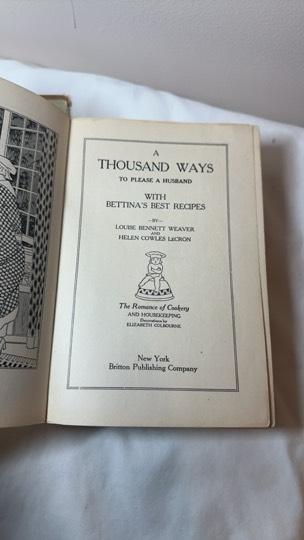 A
THOUSAND WAYS
TO PLEASE A HUSBAND
WITH
BETTINA'S BEST RECIPES
—BY—
LOUISE BENNETT WEAVER
AND
HELEN COWLES LECRON
The Romance of Cookery
AND HOUSEKEEPING
Decorations by
ELIZABETH COLBOURNE
New York
Britton Publishing Company